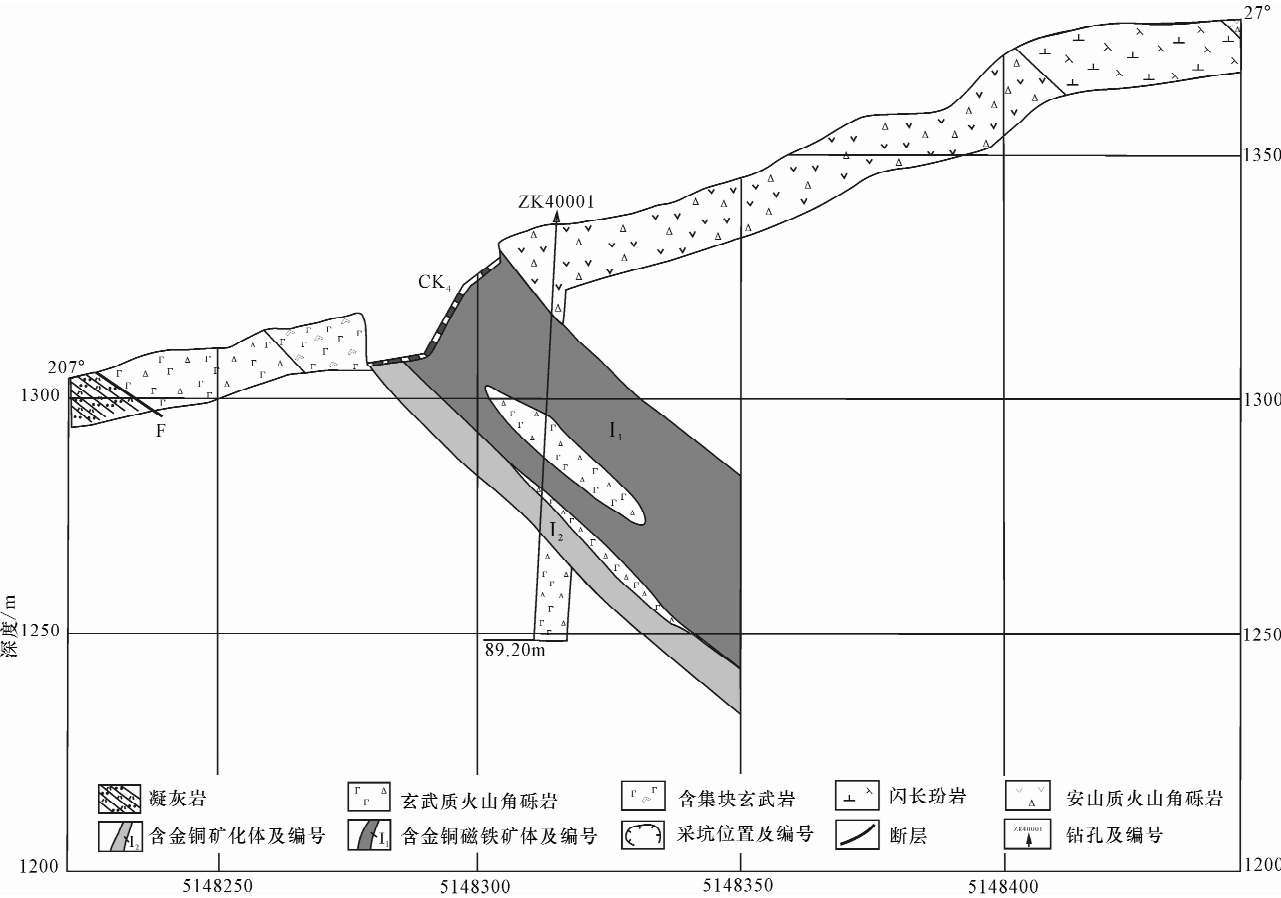 27°
ZK40001
1350
CK₄
207°
1300
1300
F
I₁
I₂
深度/m
1250
1250
89.20m
凝灰岩
玄武质火山角砾岩
含集块玄武岩
闪长玢岩
安山质火山角砾岩
I₂
含金铜矿化体及编号
I₁
含金铜磁铁矿体及编号
采坑位置及编号
断层
ZK40001
钻孔及编号
1200
1200
5148250
5148300
5148350
5148400